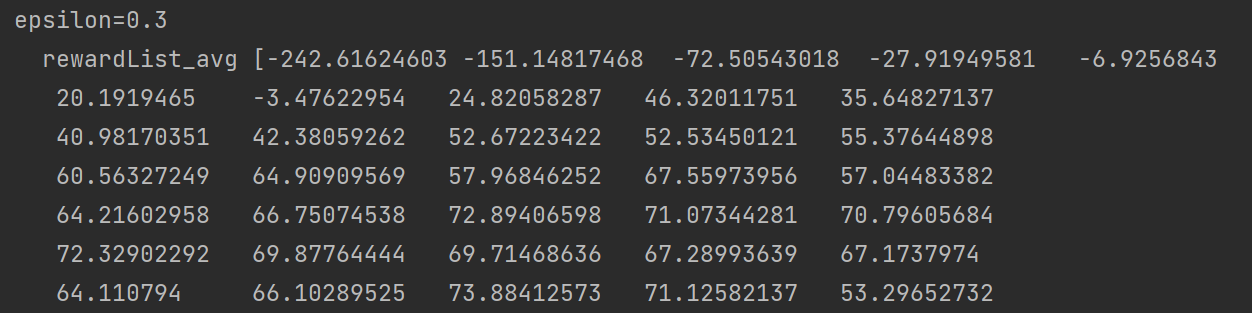 epsilon=0.3
rewardList_avg [-242.61624603 -151.14817468 -72.50543018 -27.91949581 -6.9256843
20.1919465 -3.47622954 24.82058287 46.32011751 35.64827137
40.98170351 42.38059262 52.67223422 52.53450121 55.37644898
60.56327249 64.90909569 57.96846252 67.55973956 57.04483382
64.21602958 66.75074538 72.89406598 71.07344281 70.79605684
72.32902292 69.87764444 69.71468636 67.28993639 67.1737974
64.110794 66.10289525 73.88412573 71.12582137 53.29652732